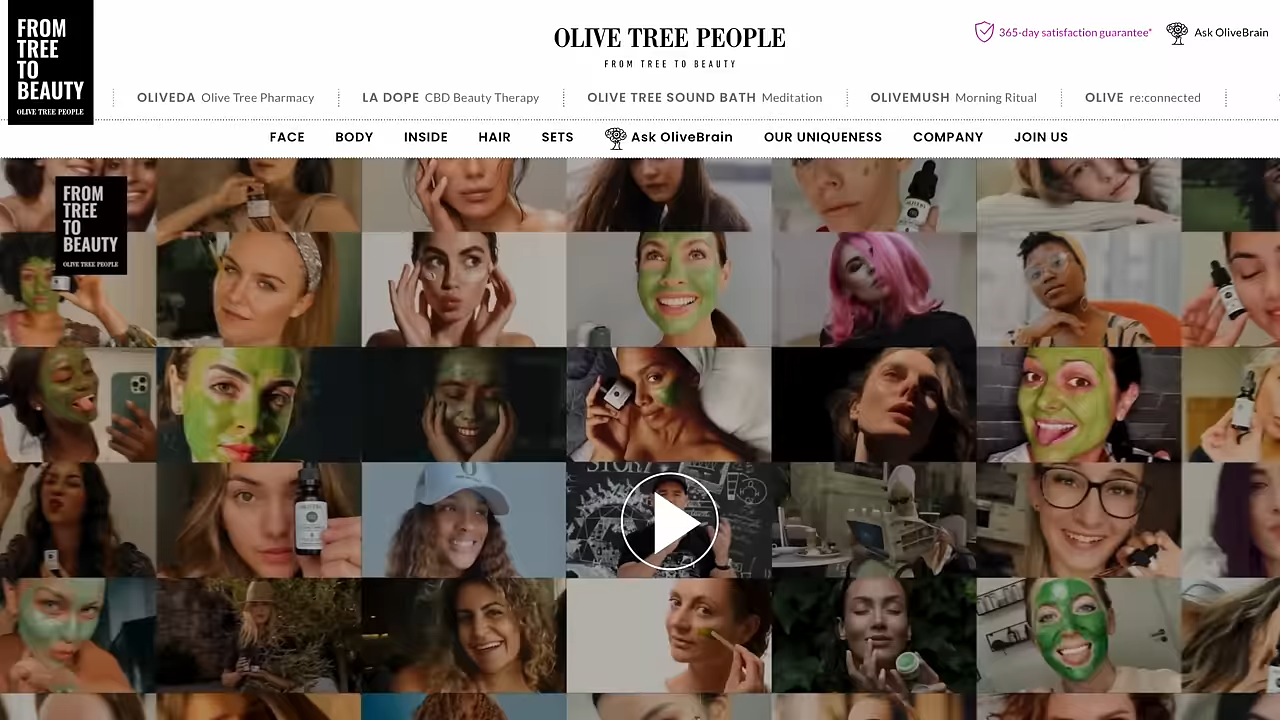 FROM
TREE
TO
BEAUTY
OLIVE TREE PEOPLE
OLIVE TREE PEOPLE
FROM TREE TO BEAUTY
365-day satisfaction guarantee*
Ask OliveBrain
OLIVEDA Olive Tree Pharmacy
LA DOPE CBD Beauty Therapy
OLIVE TREE SOUND BATH Meditation
OLIVEMUSH Morning Ritual
OLIVE re:connected
FACE
BODY
INSIDE
HAIR
SETS
Ask OliveBrain
OUR UNIQUENESS
COMPANY
JOIN US
FROM
TREE
TO
BEAUTY
OLIVE TREE PEOPLE
STORY